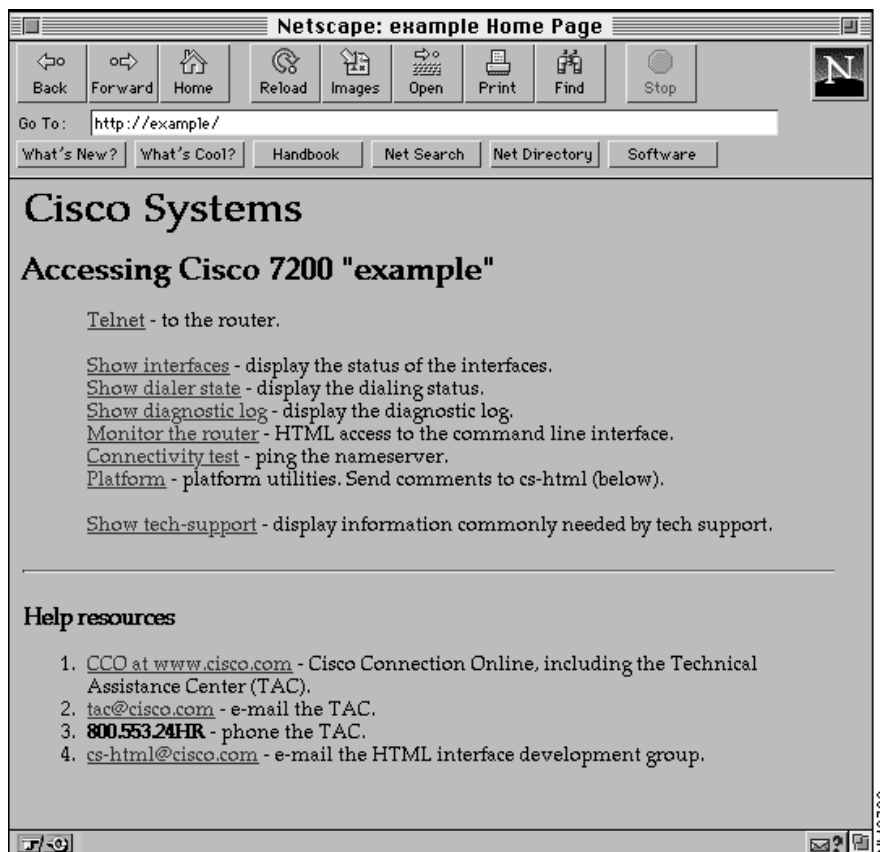 Netscape: example Home Page
Back Forward Home Reload Images Open Print Find Stop
N
Go To: http://example/
What's New? What's Cool? Handbook Net Search Net Directory Software
Cisco Systems
Accessing Cisco 7200 "example"
Telnet - to the router.
Show interfaces - display the status of the interfaces.
Show dialer state - display the dialing status.
Show diagnostic log - display the diagnostic log.
Monitor the router - HTML access to the command line interface.
Connectivity test - ping the nameserver.
Platform - platform utilities. Send comments to cs-html (below).
Show tech-support - display information commonly needed by tech support.
Help resources
1. CCO at www.cisco.com - Cisco Connection Online, including the Technical
Assistance Center (TAC).
2. tac@cisco.com - e-mail the TAC.
3. 800.553.24HR - phone the TAC.
4. cs-html@cisco.com - e-mail the HTML interface development group.